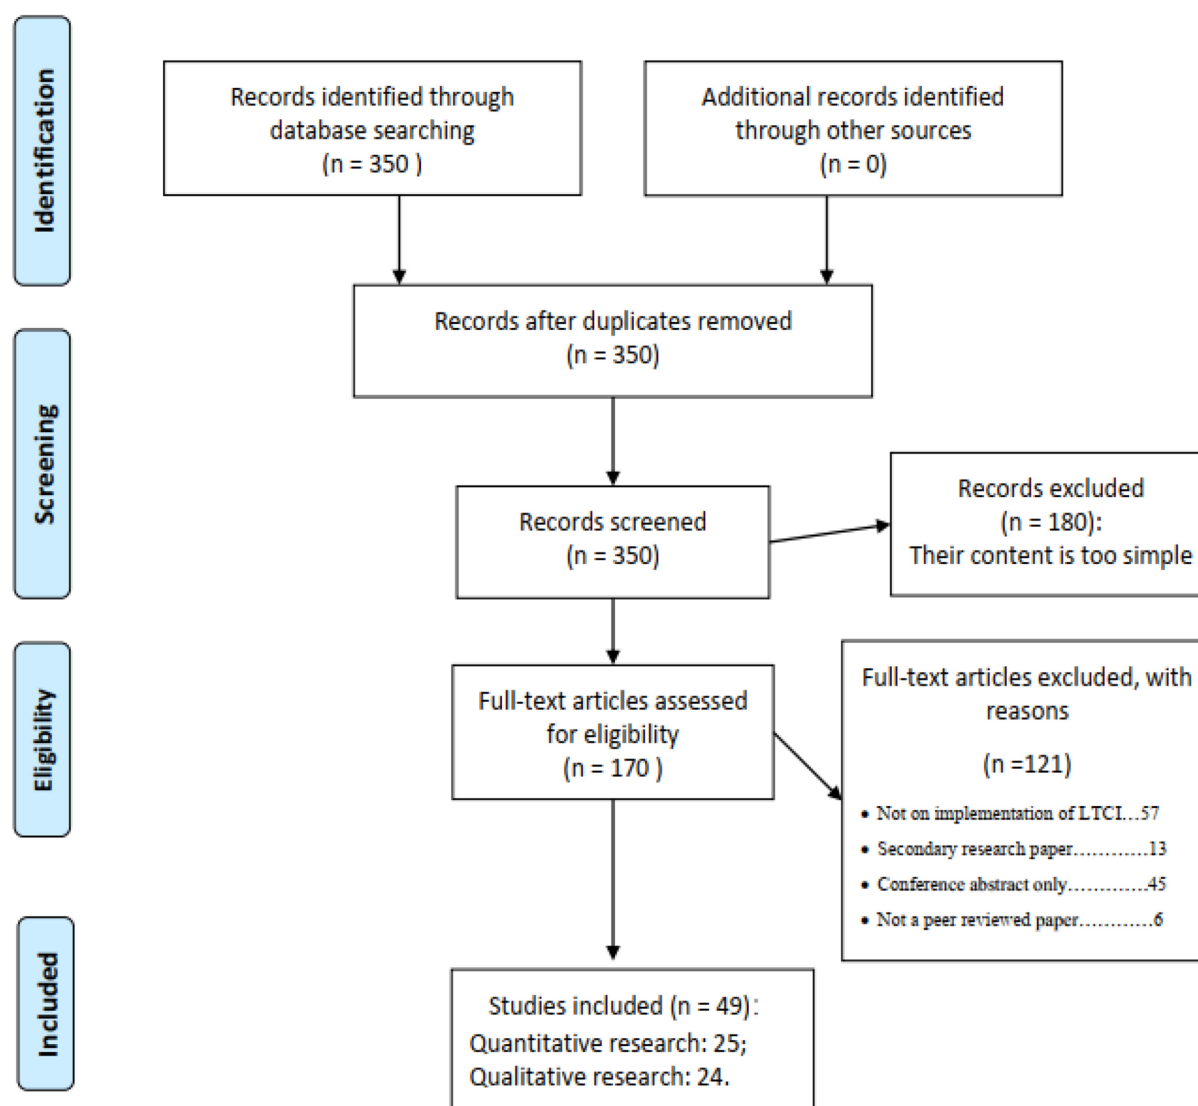 Identification
Records identified through
database searching
(n = 350 )
Additional records identified
through other sources
(n = 0)
Records after duplicates removed
(n = 350)
Screening
Records screened
(n = 350)
Records excluded
(n = 180):
Their content is too simple
Eligibility
Full-text articles assessed
for eligibility
(n = 170 )
Full-text articles excluded, with
reasons
(n =121)
• Not on implementation of LTCI...57
• Secondary research paper............13
• Conference abstract only.............45
• Not a peer reviewed paper............6
Included
Studies included (n = 49):
Quantitative research: 25;
Qualitative research: 24.